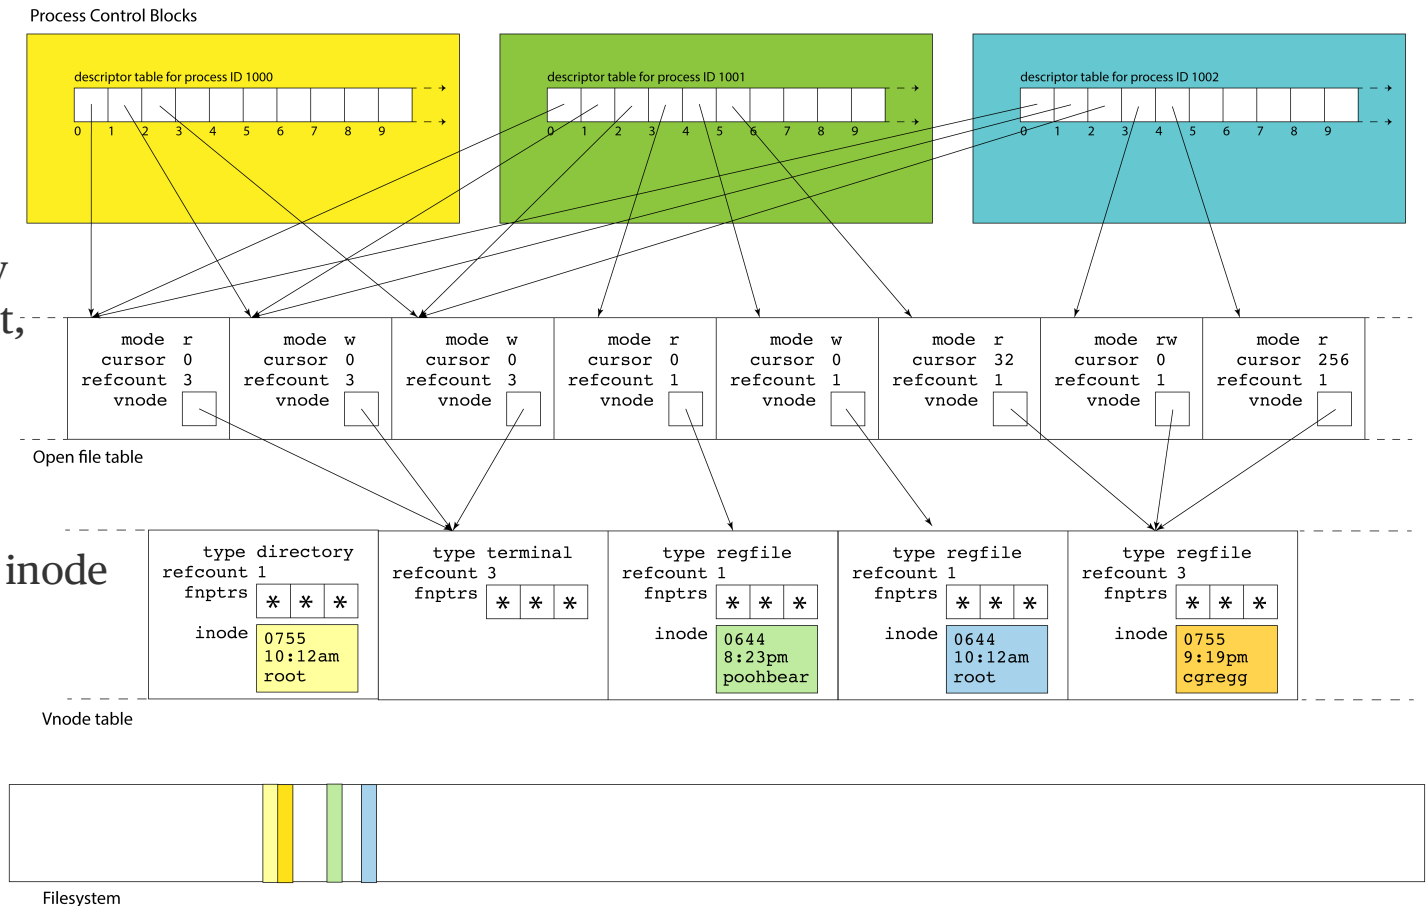 Process Control Blocks
descriptor table for process ID 1000
0 1 2 3 4 5 6 7 8 9
descriptor table for process ID 1001
0 1 2 3 4 5 6 7 8 9
descriptor table for process ID 1002
0 1 2 3 4 5 6 7 8 9
y
t,
mode r
cursor 0
refcount 3
vnode
mode w
cursor 0
refcount 3
vnode
mode w
cursor 0
refcount 3
vnode
mode r
cursor 0
refcount 1
vnode
mode w
cursor 0
refcount 1
vnode
mode r
cursor 32
refcount 1
vnode
mode rw
cursor 0
refcount 1
vnode
mode r
cursor 256
refcount 1
vnode
Open file table
inode
type directory
refcount 1
fnptrs * * *
inode 0755
10:12am
root
type terminal
refcount 3
fnptrs * * *
type regfile
refcount 1
fnptrs * * *
inode 0644
8:23pm
poohbear
type regfile
refcount 1
fnptrs * * *
inode 0644
10:12am
root
type regfile
refcount 3
fnptrs * * *
inode 0755
9:19pm
cgregg
Vnode table
Filesystem